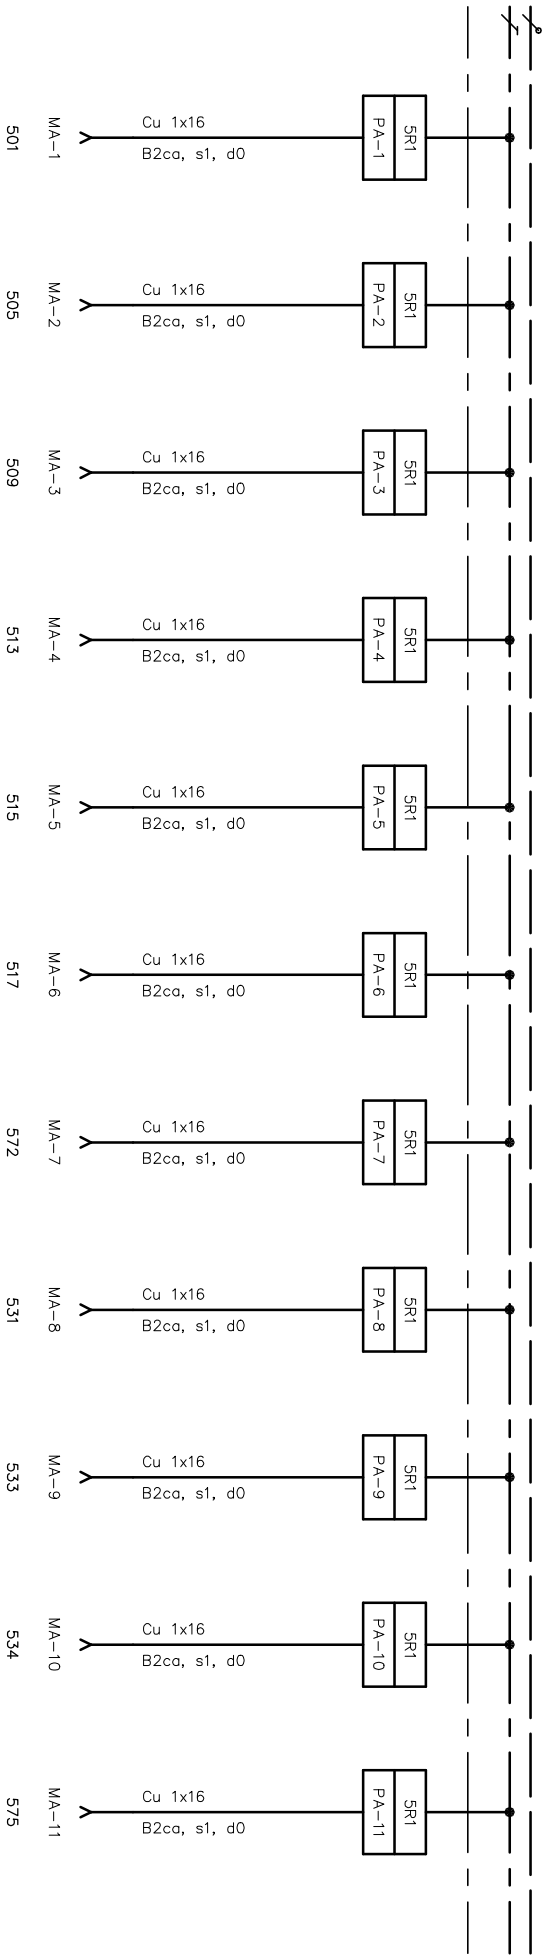 Cu 1x16
B2ca, s1, d0
5R1
PA-1
MA-1
501
Cu 1x16
B2ca, s1, d0
5R1
PA-2
MA-2
505
Cu 1x16
B2ca, s1, d0
5R1
PA-3
MA-3
509
Cu 1x16
B2ca, s1, d0
5R1
PA-4
MA-4
513
Cu 1x16
B2ca, s1, d0
5R1
PA-5
MA-5
515
Cu 1x16
B2ca, s1, d0
5R1
PA-6
MA-6
517
Cu 1x16
B2ca, s1, d0
5R1
PA-7
MA-7
572
Cu 1x16
B2ca, s1, d0
5R1
PA-8
MA-8
531
Cu 1x16
B2ca, s1, d0
5R1
PA-9
MA-9
533
Cu 1x16
B2ca, s1, d0
5R1
PA-10
MA-10
534
Cu 1x16
B2ca, s1, d0
5R1
PA-11
MA-11
575